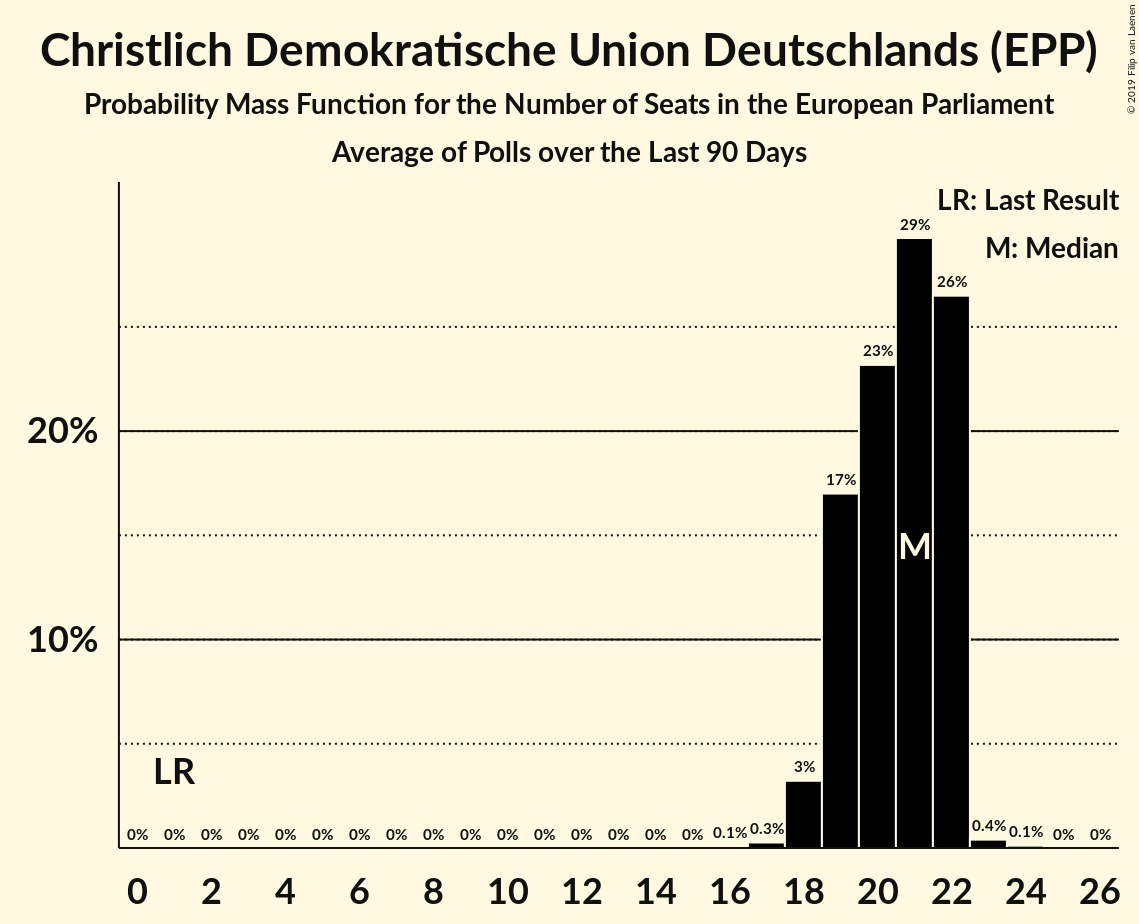 Christlich Demokratische Union Deutschlands (EPP)
Probability Mass Function for the Number of Seats in the European Parliament
Average of Polls over the Last 90 Days
© 2019 Filip van Laenen
LR: Last Result
M: Median
29%
26%
23%
20%
17%
M
10%
LR
3%
0% 0% 0% 0% 0% 0% 0% 0% 0% 0% 0% 0% 0% 0% 0% 0% 0.1% 0.3% 0.4% 0.1% 0% 0%
0 2 4 6 8 10 12 14 16 18 20 22 24 26